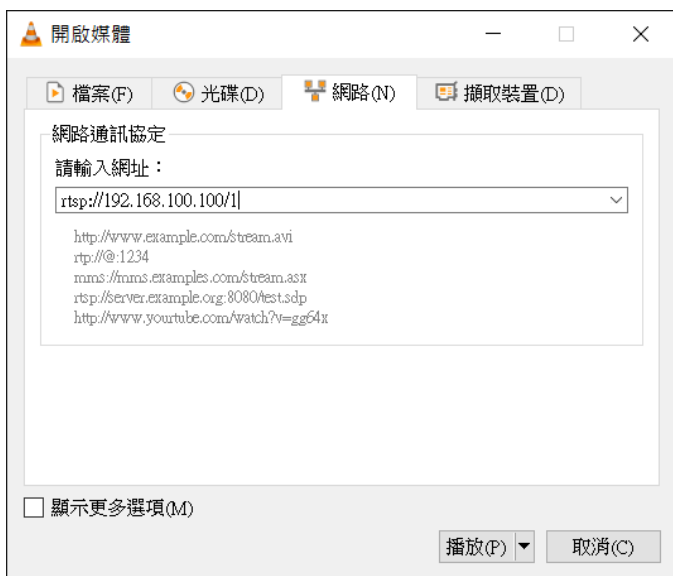 開啟媒體
檔案(F) 光碟(D) 網路(N) 擷取裝置(D)
網路通訊協定
請輸入網址：
rtsp://192.168.100.100/1
http://www.example.com/stream.avi
rtp://@:1234
mms://mms.examples.com/stream.asx
rtsp://server.example.org:8080/test.sdp
http://www.yourtube.com/watch?v=gg64x
顯示更多選項(M)
播放(P) 取消(C)